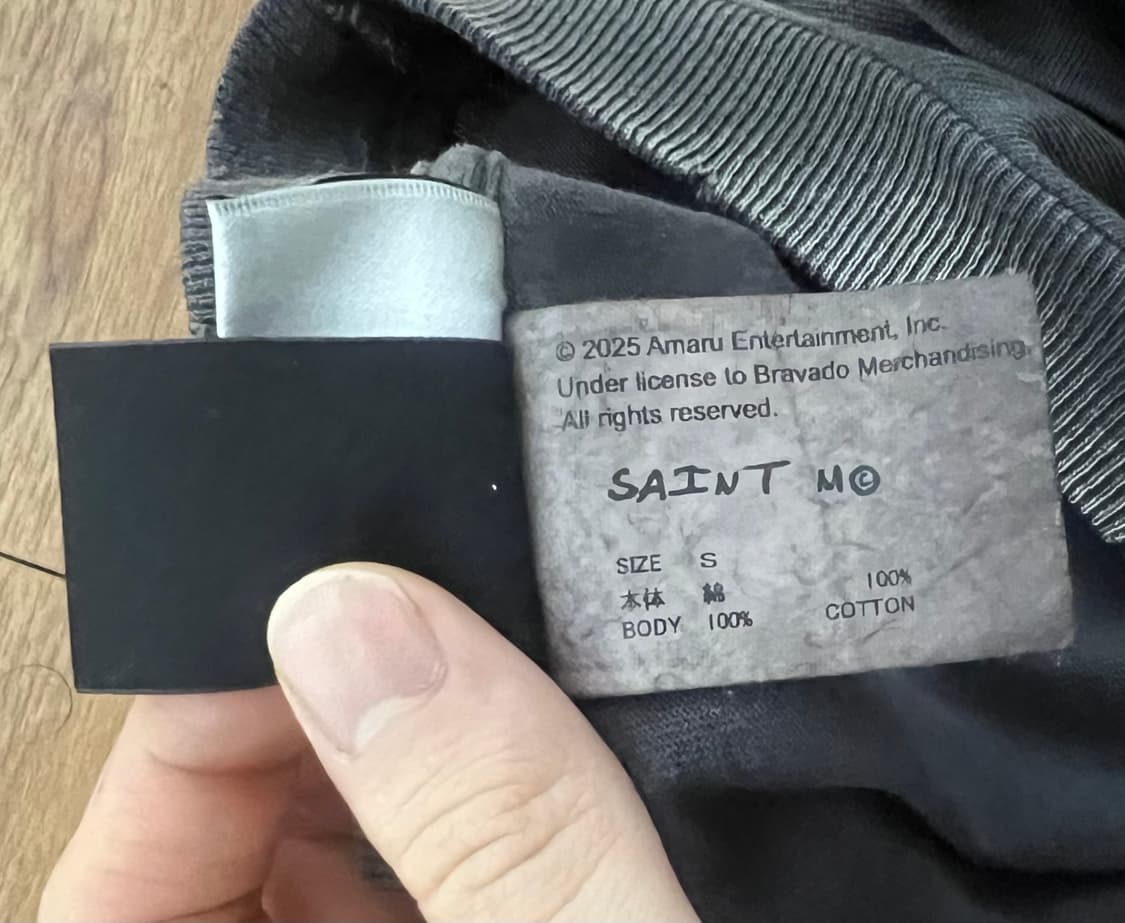 © 2025 Amaru Entertainment, Inc.
Under license to Bravado Merchandising.
All rights reserved.
SAINT M©
SIZE S
本体 綿 100%
BODY 100% COTTON